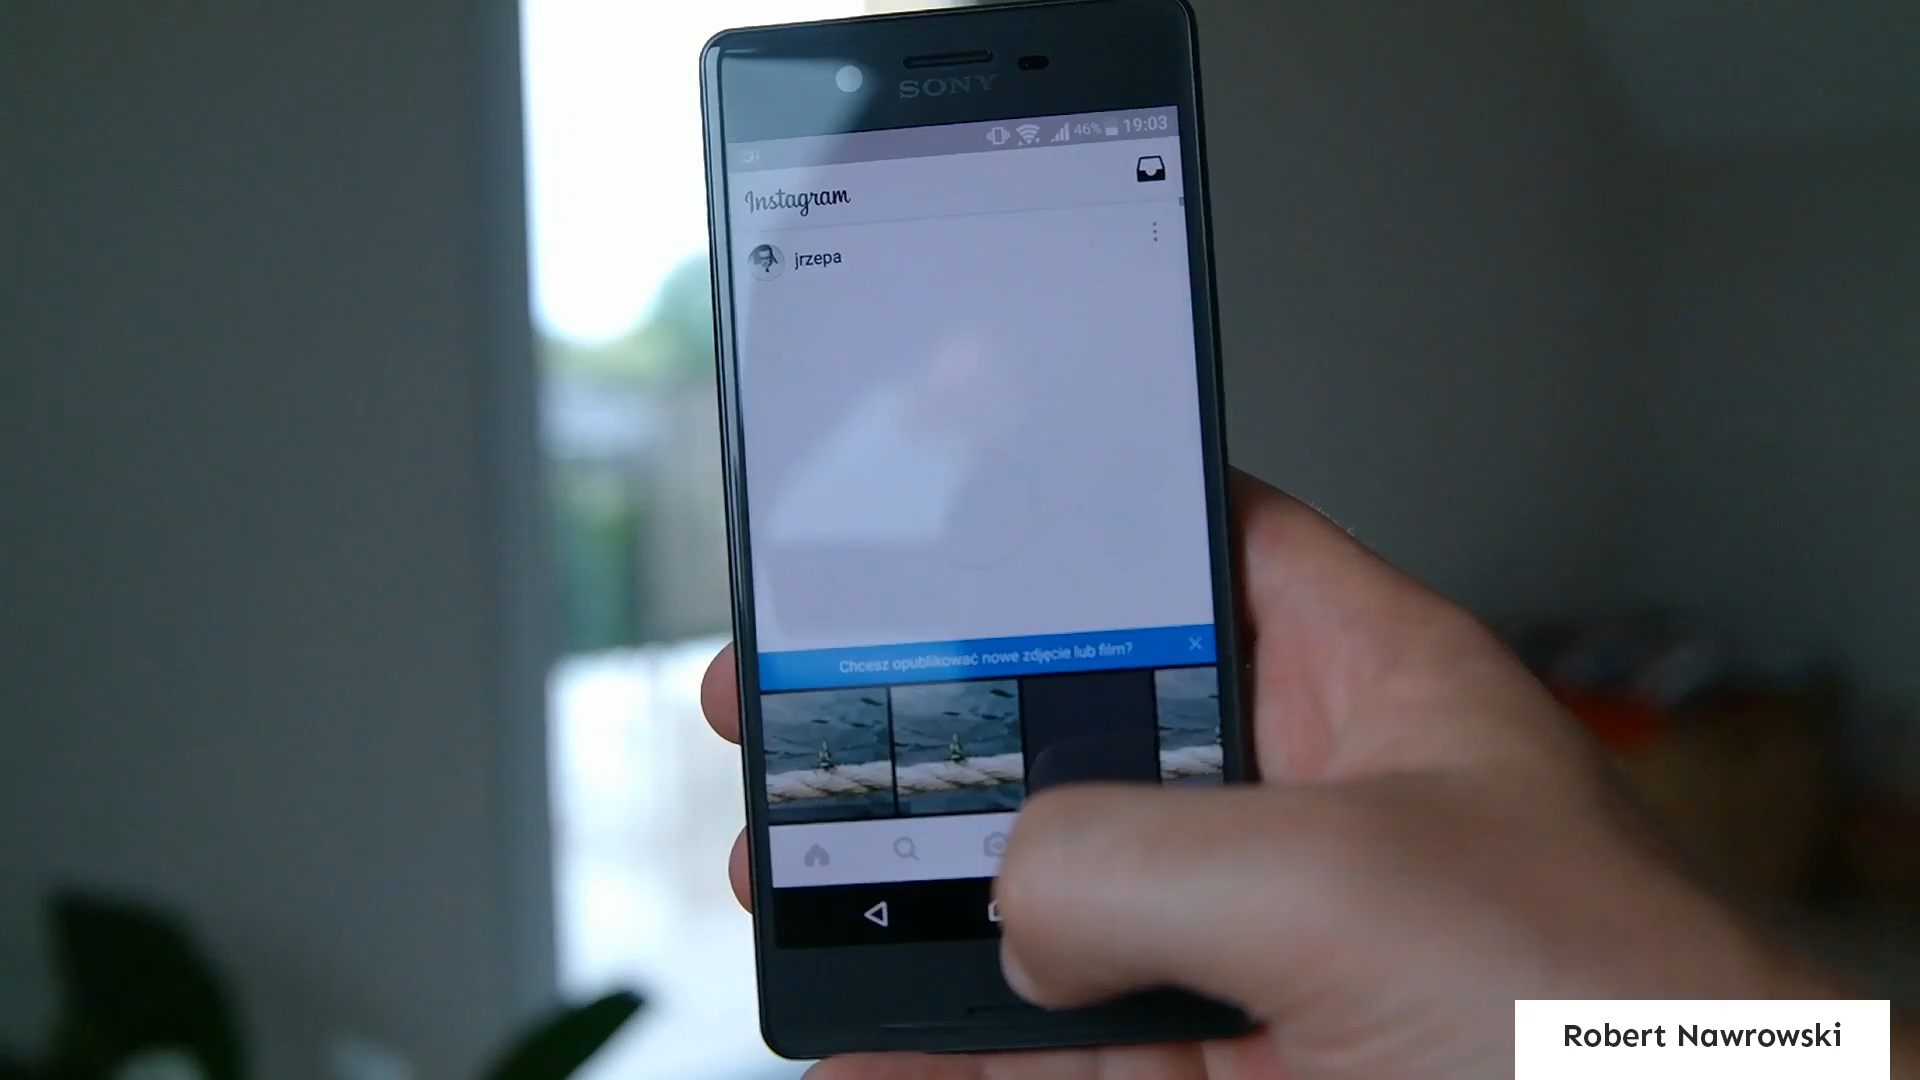 SONY
46% 19:03
Instagram
jrzepa
Chcesz opublikować nowe zdjęcie lub film?
Robert Nawrowski